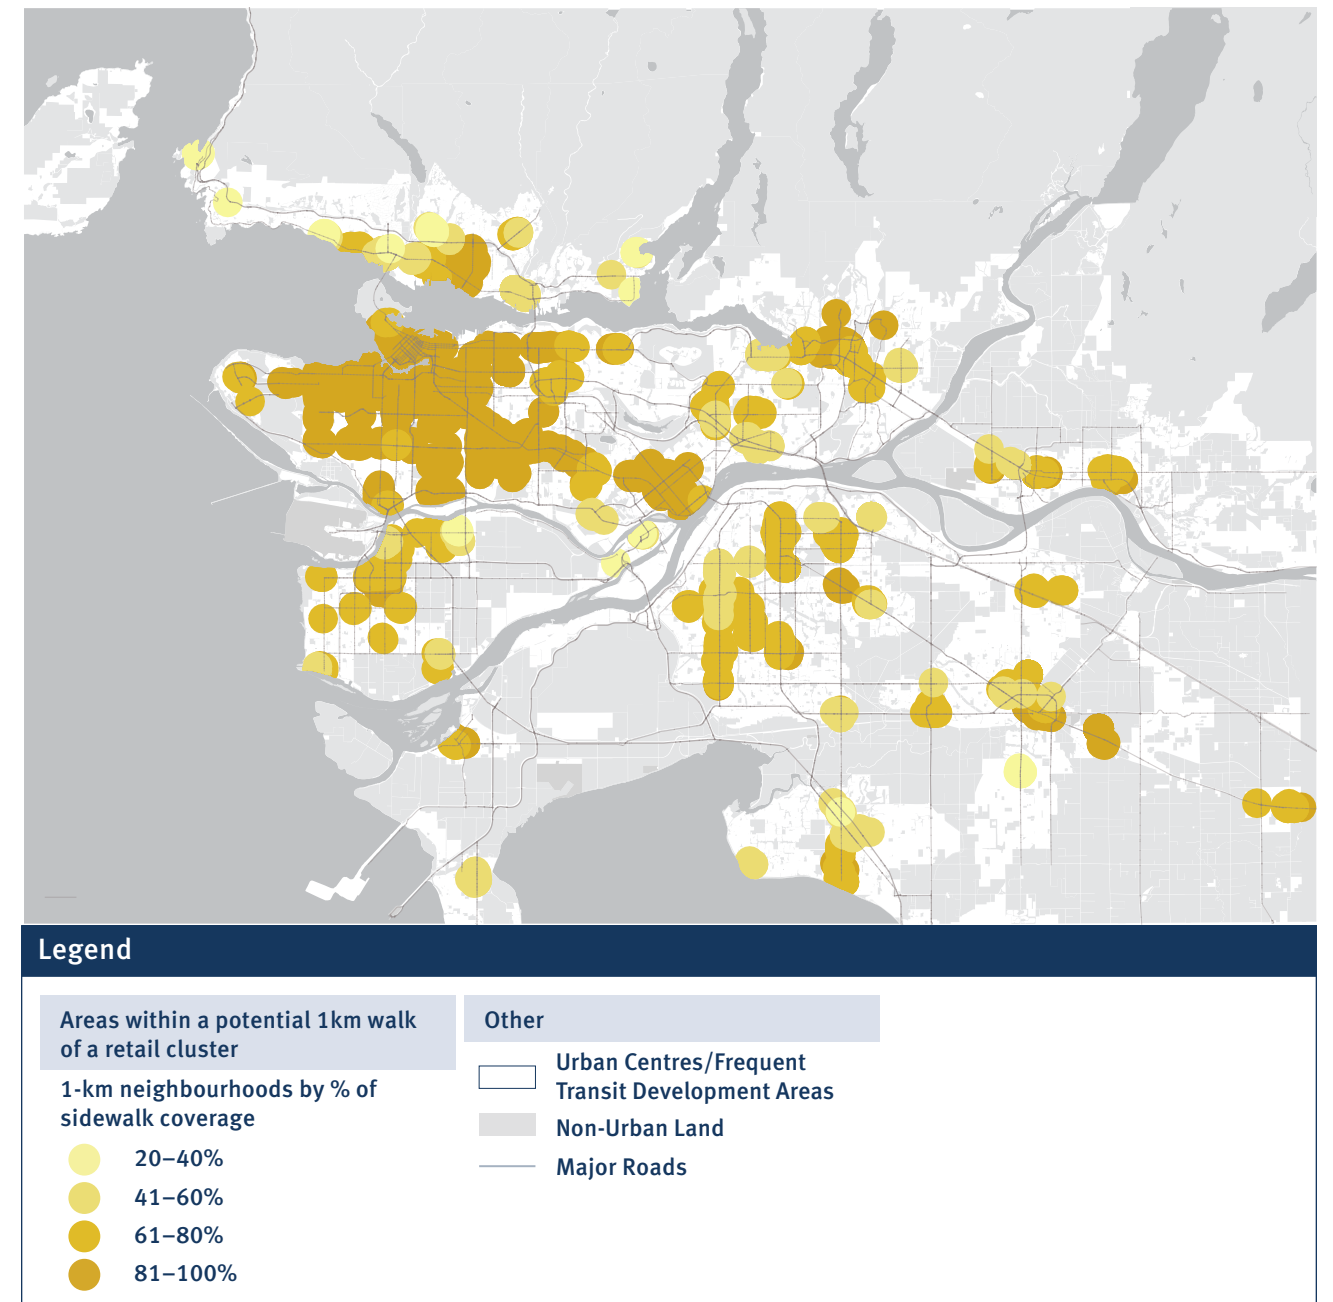 Legend
Areas within a potential 1km walk
of a retail cluster
1-km neighbourhoods by % of
sidewalk coverage
20–40%
41–60%
61–80%
81–100%
Other
Urban Centres/Frequent
Transit Development Areas
Non-Urban Land
Major Roads